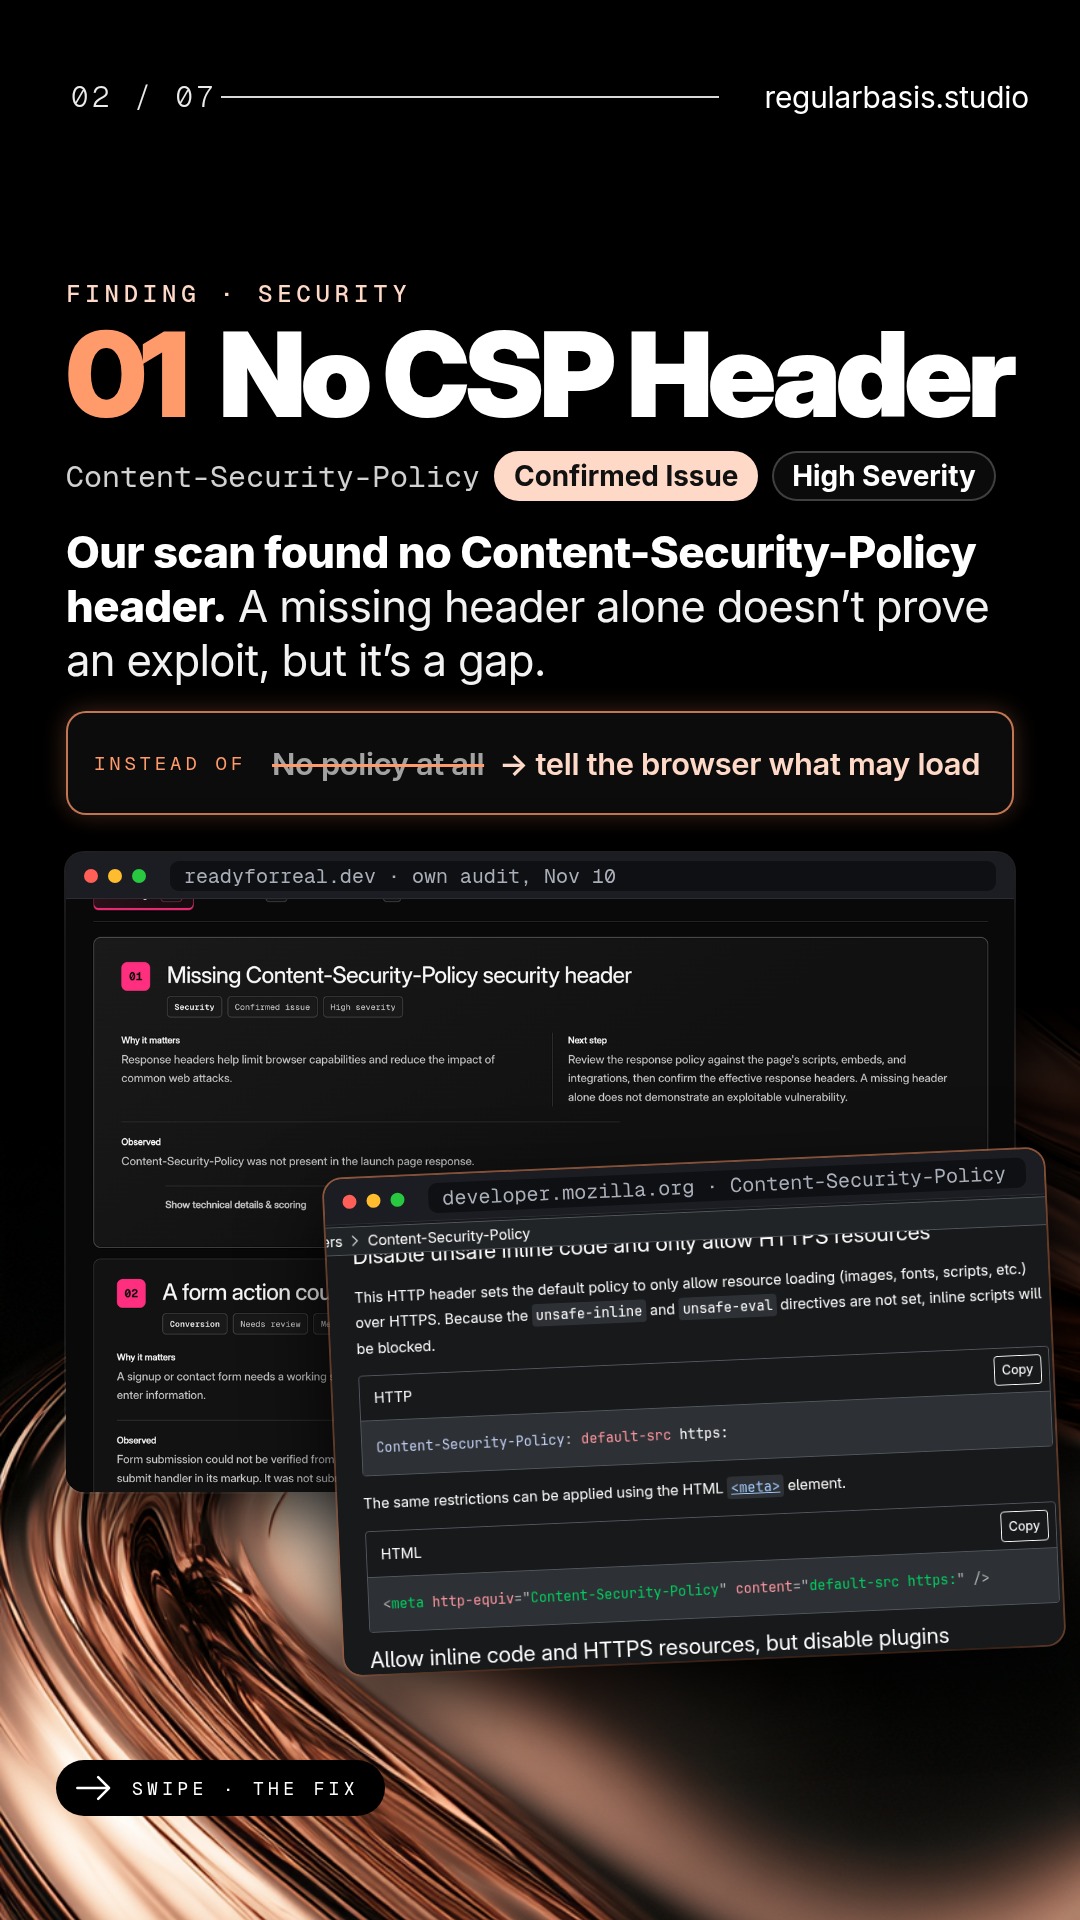 02 / 07
regularbasis.studio
FINDING · SECURITY
01 No CSP Header
Content-Security-Policy
Confirmed Issue
High Severity
Our scan found no Content-Security-Policy
header. A missing header alone doesn’t prove
an exploit, but it’s a gap.
INSTEAD OF No policy at all → tell the browser what may load
readyforreal.dev · own audit, Nov 10
01 Missing Content-Security-Policy security header
Security
Confirmed issue
High severity
Why it matters
Response headers help limit browser capabilities and reduce the impact of
common web attacks.
Next step
Review the response policy against the page's scripts, embeds, and
integrations, then confirm the effective response headers. A missing header
alone does not demonstrate an exploitable vulnerability.
Observed
Content-Security-Policy was not present in the launch page response.
Show technical details & scoring
02 A form action cou
Conversion
Needs review
Why it matters
A signup or contact form needs a working
enter information.
Observed
Form submission could not be verified from
submit handler in its markup. It was not sub
developer.mozilla.org · Content-Security-Policy
ers > Content-Security-Policy
Disable unsafe inline code and only allow HTTPS resources
This HTTP header sets the default policy to only allow resource loading (images, fonts, scripts, etc.)
over HTTPS. Because the unsafe-inline and unsafe-eval directives are not set, inline scripts will
be blocked.
HTTP
Copy
Content-Security-Policy: default-src https:
The same restrictions can be applied using the HTML <meta> element.
HTML
Copy
<meta http-equiv="Content-Security-Policy" content="default-src https:" />
Allow inline code and HTTPS resources, but disable plugins
→ SWIPE · THE FIX